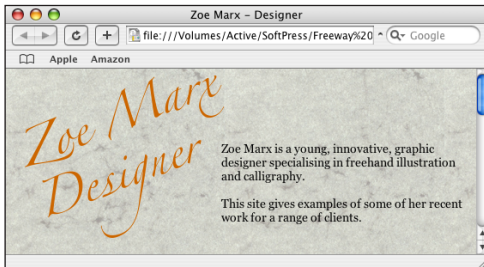 Zoe Marx – Designer
file:///Volumes/Active/SoftPress/Freeway%20
Google
Apple Amazon
Zoe Marx
Designer
Zoe Marx is a young, innovative, graphic
designer specialising in freehand illustration
and calligraphy.
This site gives examples of some of her recent
work for a range of clients.